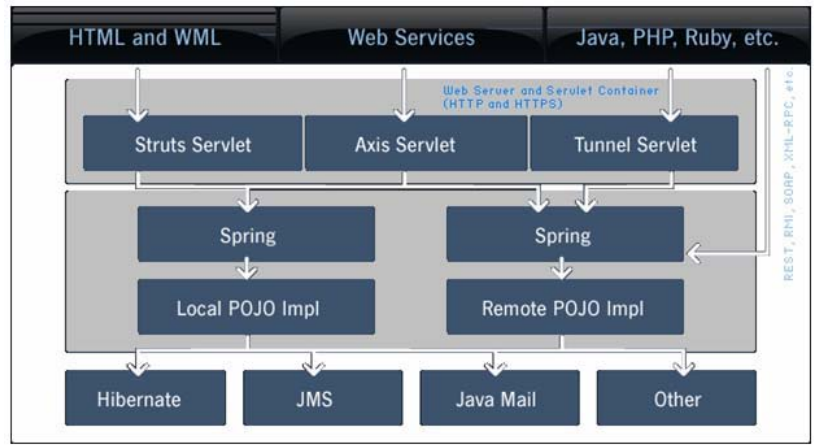 HTML and WML
Web Services
Java, PHP, Ruby, etc.
Web Server and Servlet Container
(HTTP and HTTPS)
Struts Servlet
Axis Servlet
Tunnel Servlet
REST, RMI, SOAP, XML-RPC, etc.
Spring
Spring
Local POJO Impl
Remote POJO Impl
Hibernate
JMS
Java Mail
Other